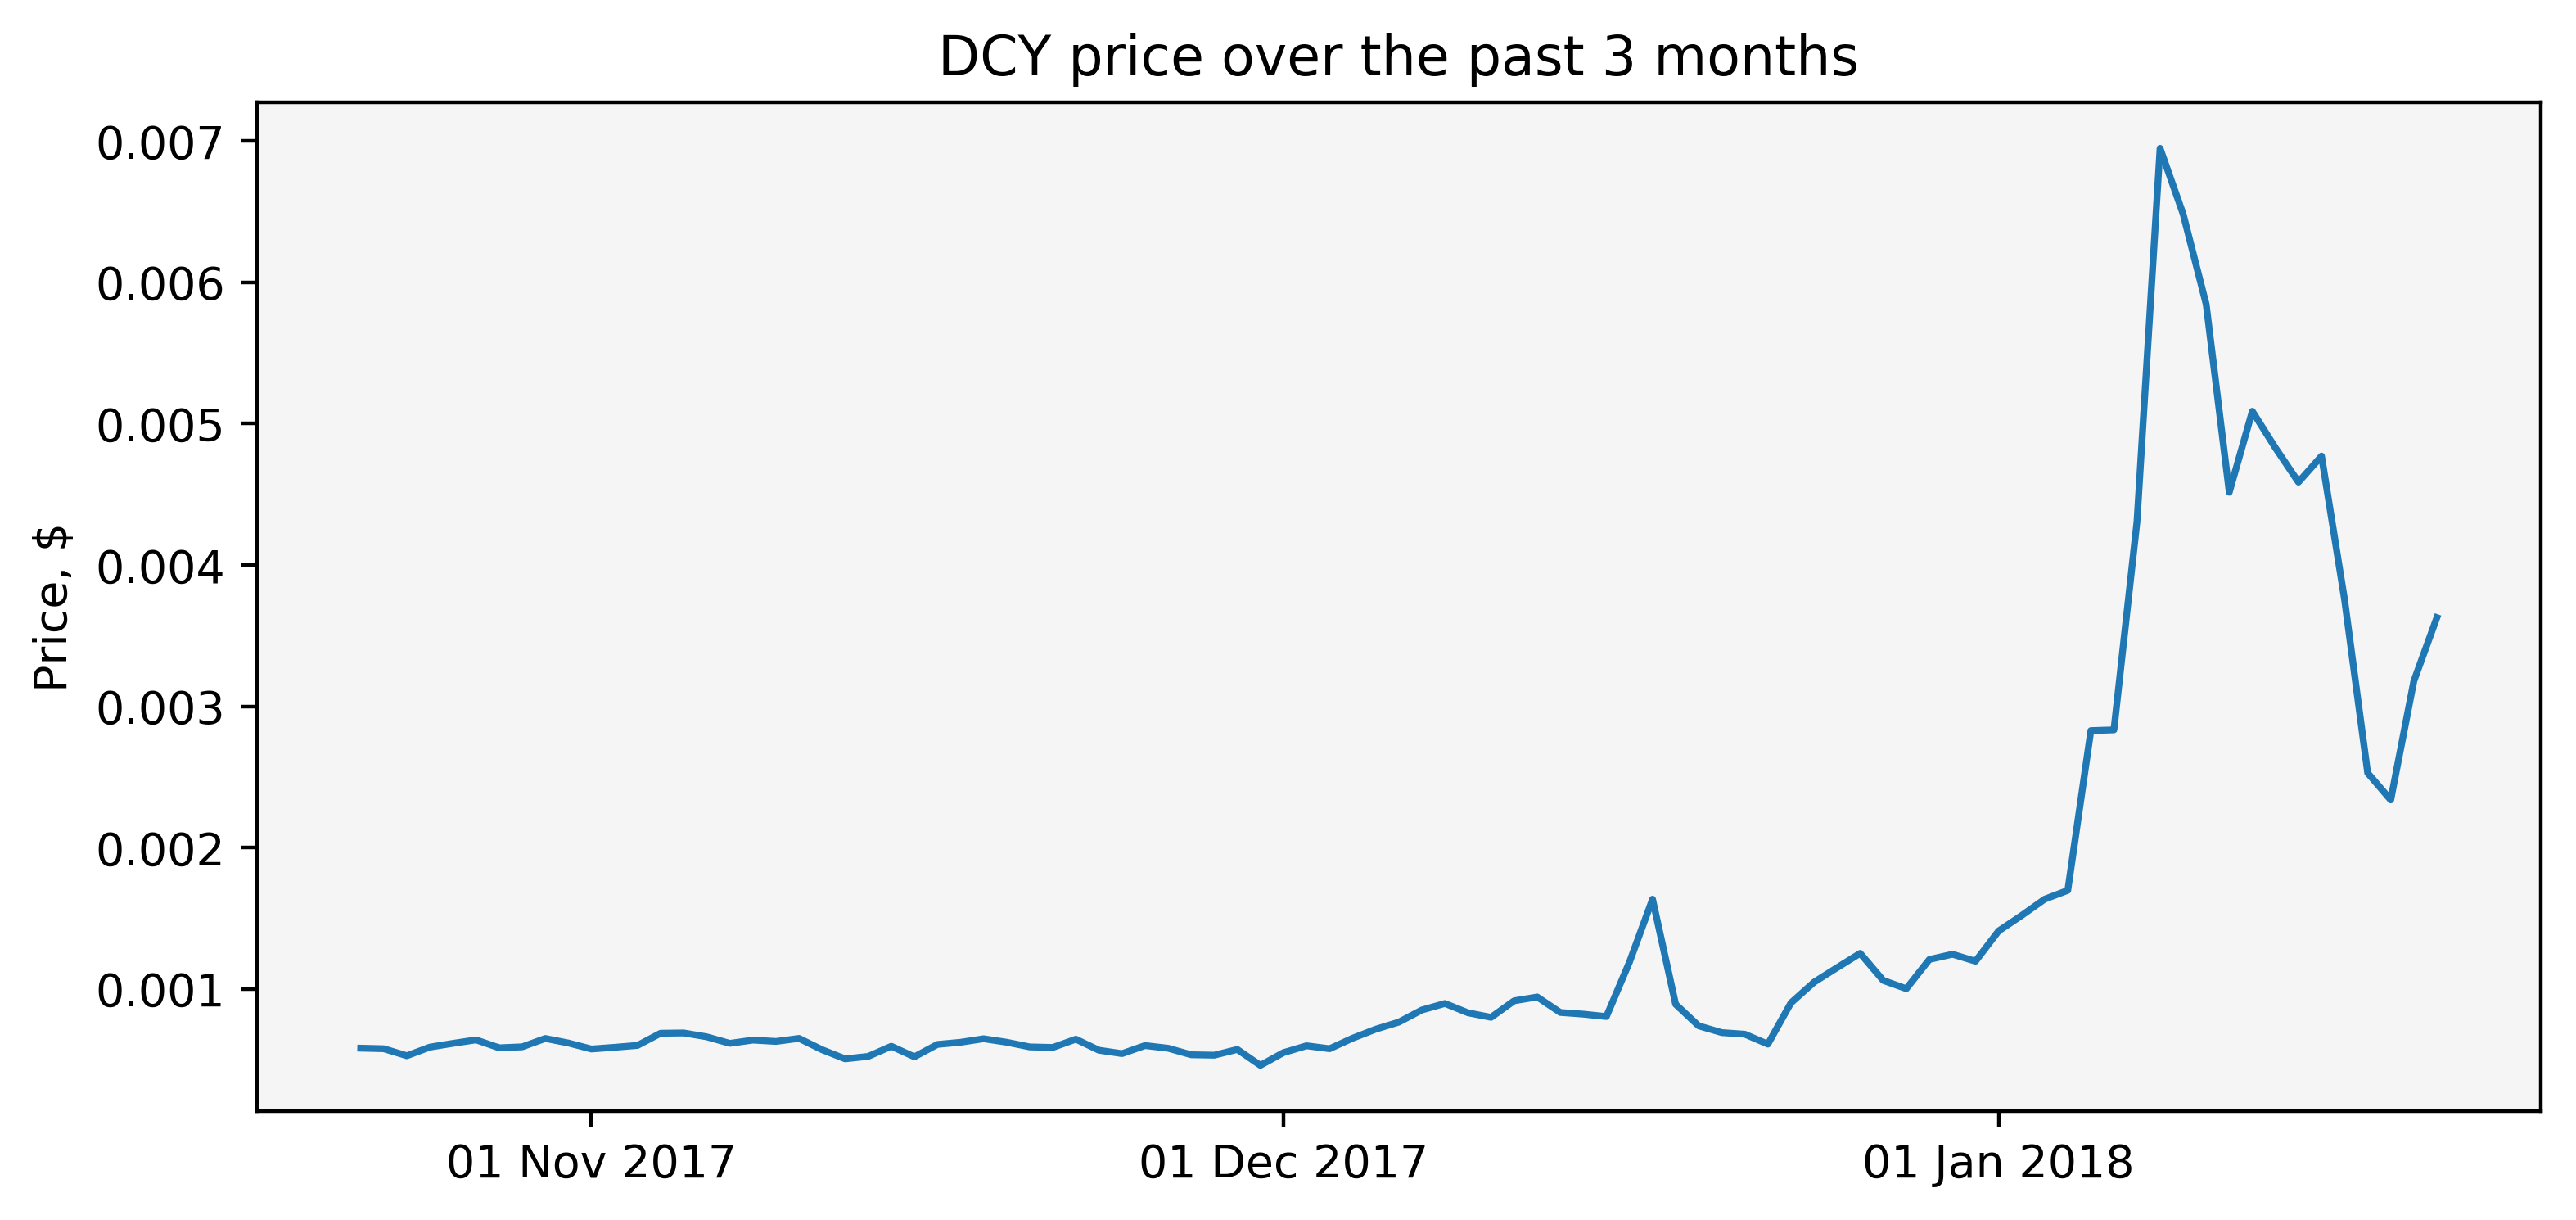 DCY price over the past 3 months
Price, $
0.007
0.006
0.005
0.004
0.003
0.002
0.001
01 Nov 2017
01 Dec 2017
01 Jan 2018